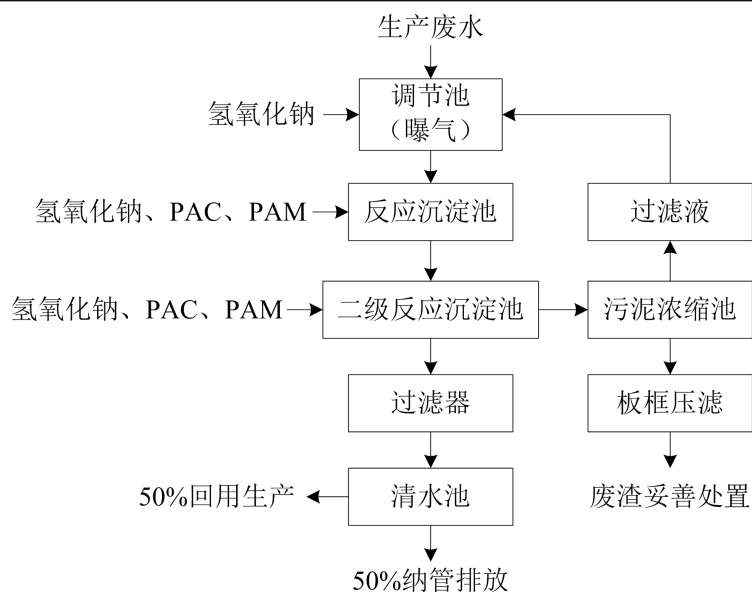 生产废水
氢氧化钠
调节池
（曝气）
氢氧化钠、PAC、PAM
反应沉淀池
过滤液
氢氧化钠、PAC、PAM
二级反应沉淀池
污泥浓缩池
过滤器
板框压滤
50%回用生产
清水池
废渣妥善处置
50%纳管排放